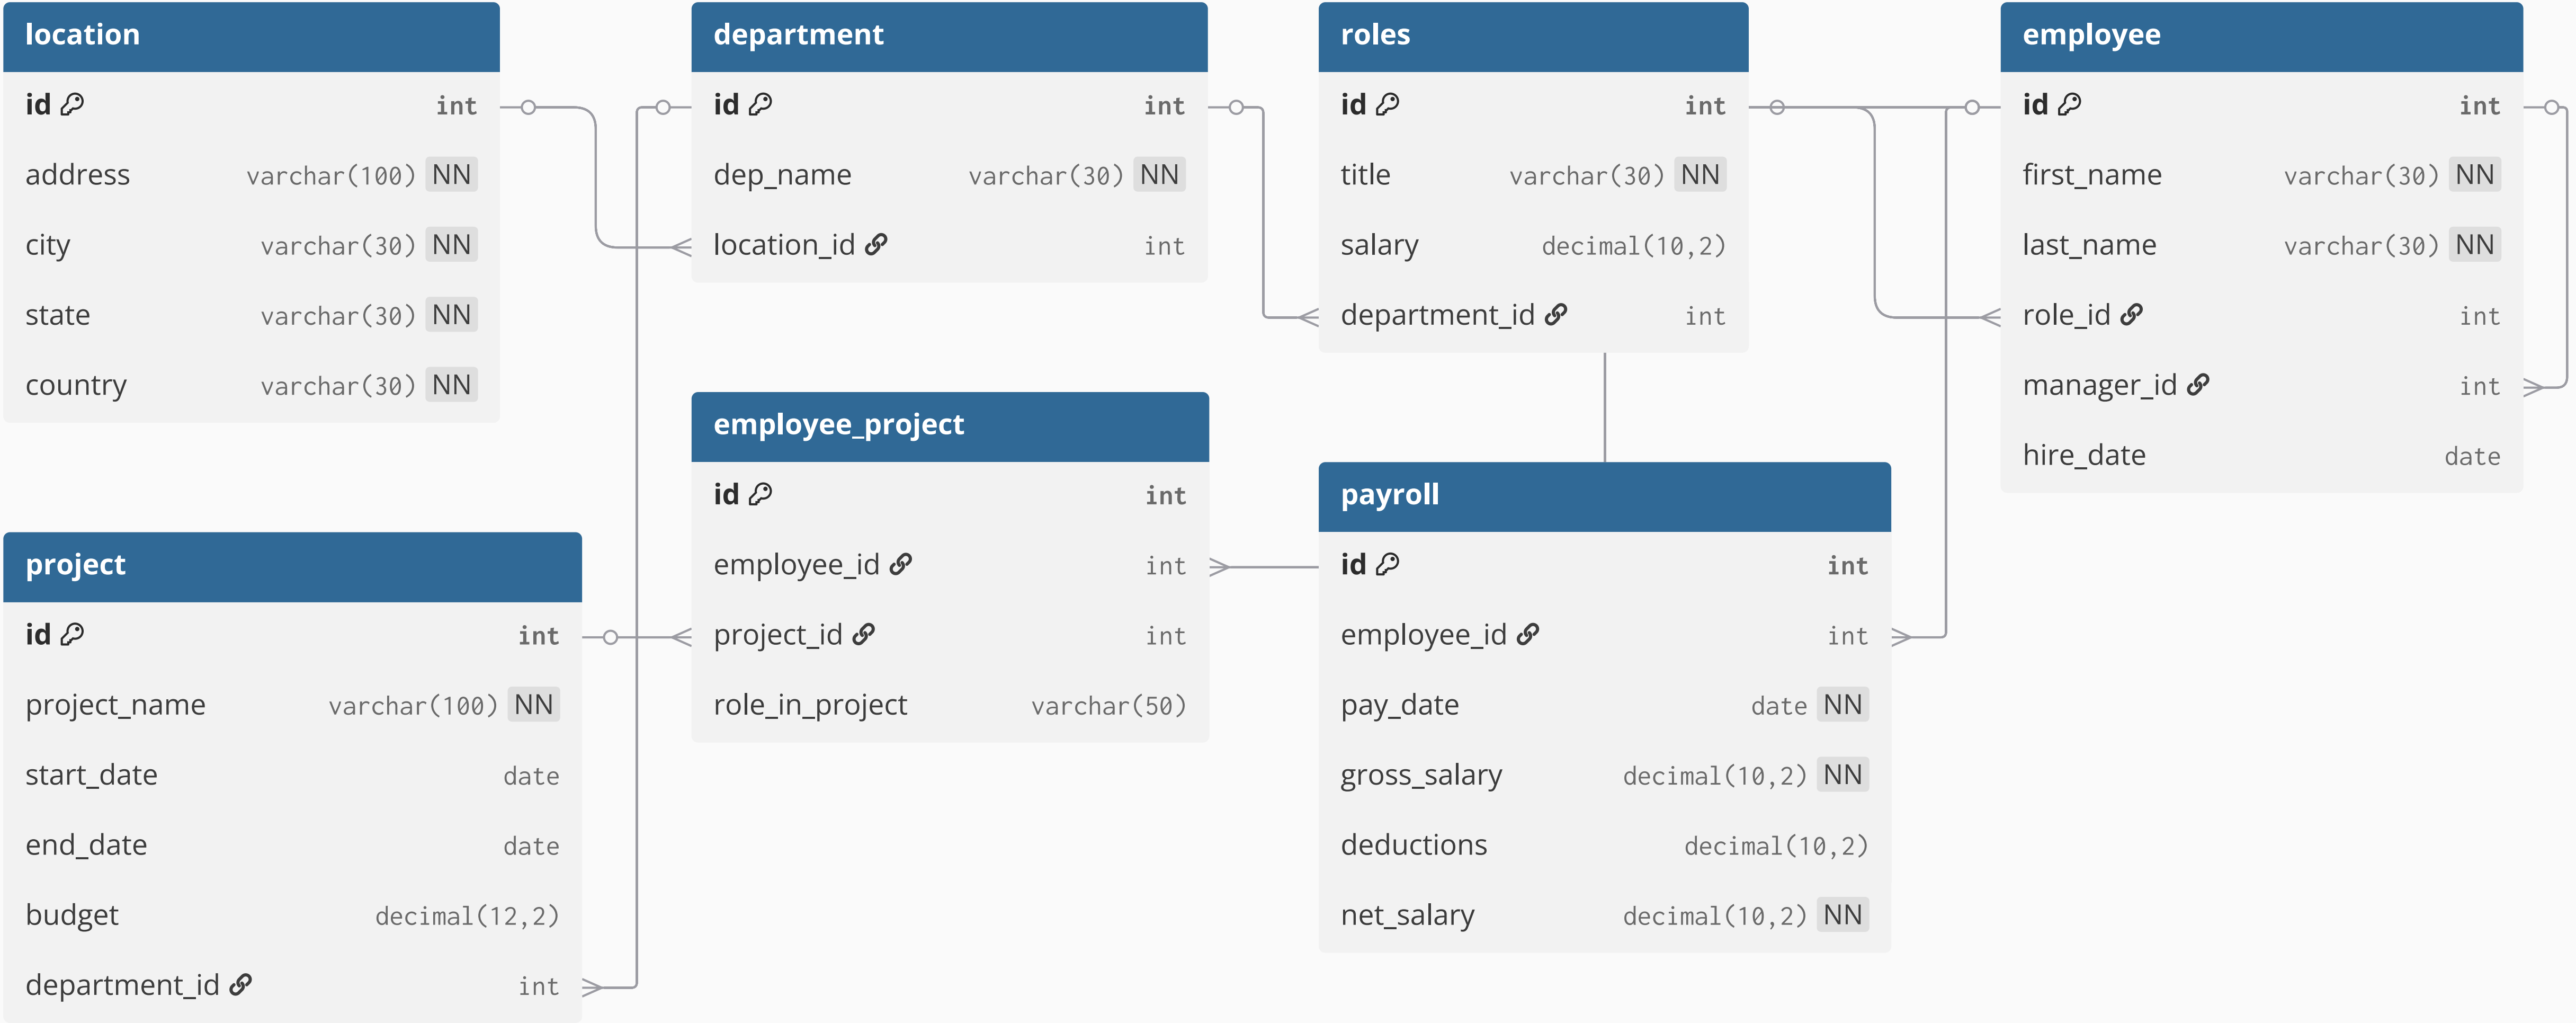 location
id int
address varchar(100) NN
city varchar(30) NN
state varchar(30) NN
country varchar(30) NN
department
id int
dep_name varchar(30) NN
location_id int
roles
id int
title varchar(30) NN
salary decimal(10,2)
department_id int
employee
id int
first_name varchar(30) NN
last_name varchar(30) NN
role_id int
manager_id int
hire_date date
project
id int
project_name varchar(100) NN
start_date date
end_date date
budget decimal(12,2)
department_id int
employee_project
id int
employee_id int
project_id int
role_in_project varchar(50)
payroll
id int
employee_id int
pay_date date NN
gross_salary decimal(10,2) NN
deductions decimal(10,2)
net_salary decimal(10,2) NN